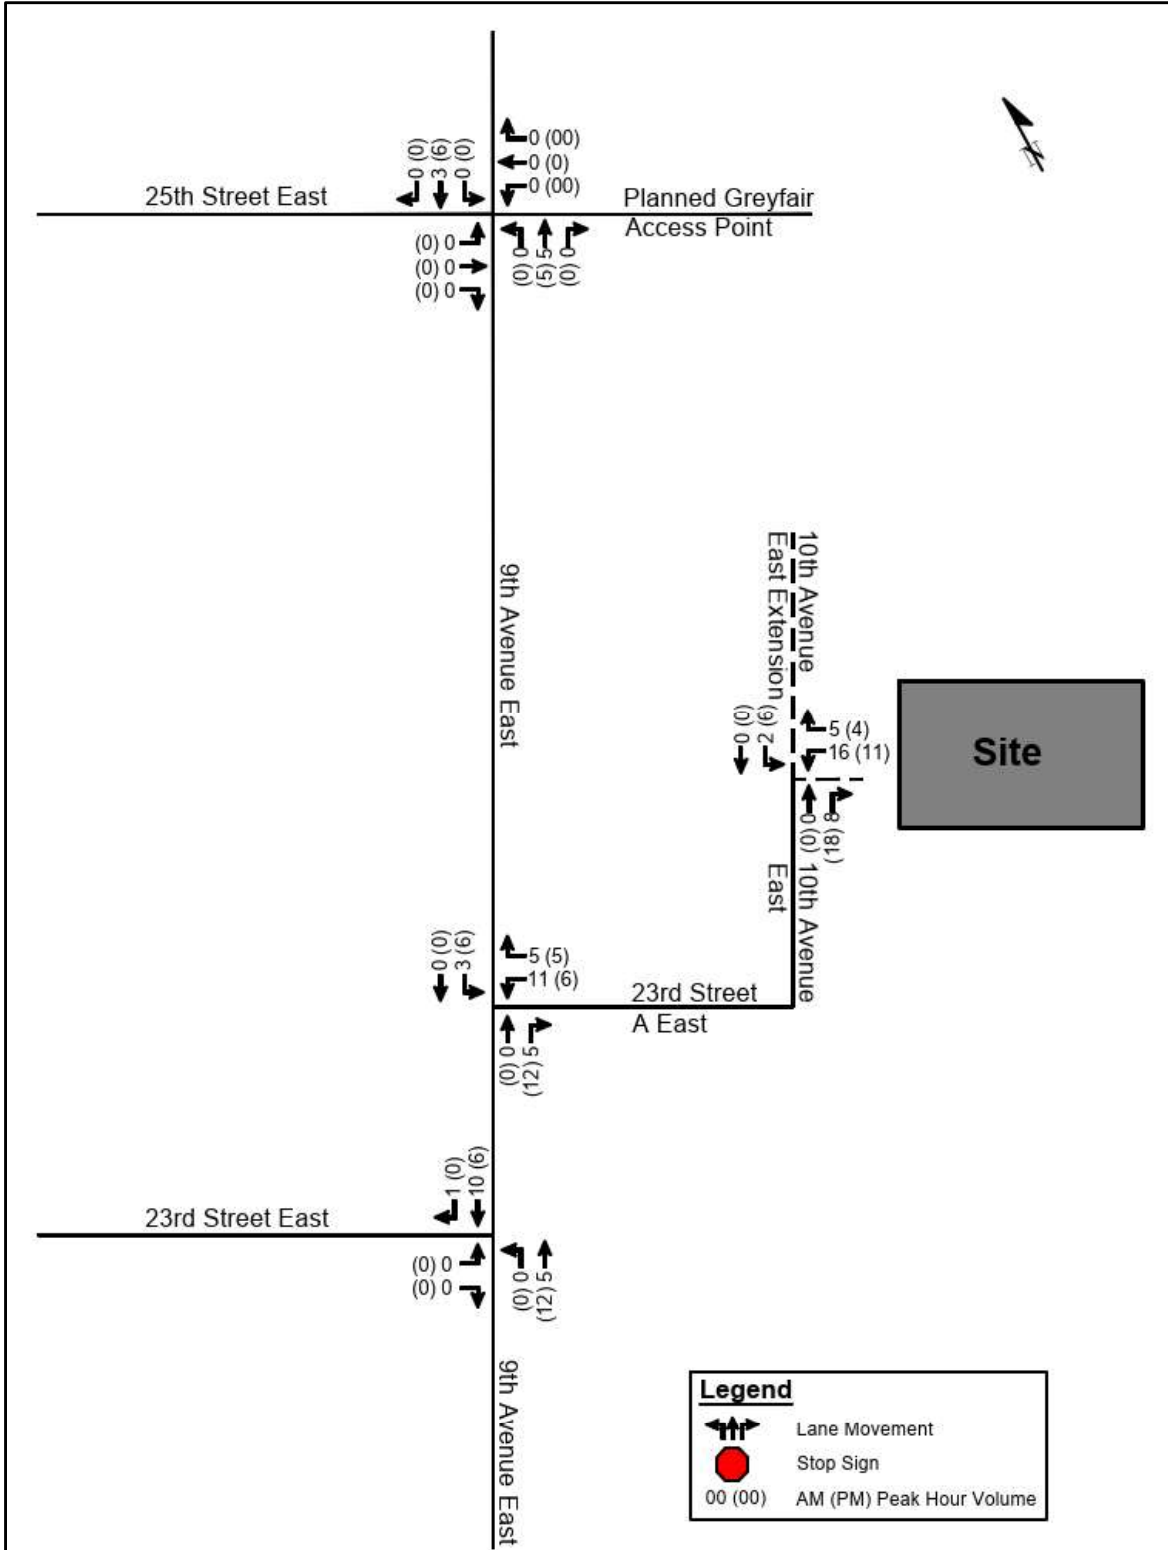 0 (00)
0 (0)
0 (00)
0 (0)
3 (6)
0 (0)
N
25th Street East
Planned Greyfair
Access Point
(0) 0
(0) 0
(0) 0
(0) 0
(5) 5
(0) 0
9th Avenue East
10th Avenue
East Extension
0 (0)
2 (6)
5 (4)
16 (11)
Site
0 (0)
8 (18)
10th Avenue
East
0 (0)
3 (6)
5 (5)
11 (6)
23rd Street
A East
(0) 0
(12) 5
1 (0)
10 (6)
23rd Street East
(0) 0
(0) 0
(0) 0
(12) 5
9th Avenue East
Legend
Lane Movement
Stop Sign
00 (00) AM (PM) Peak Hour Volume